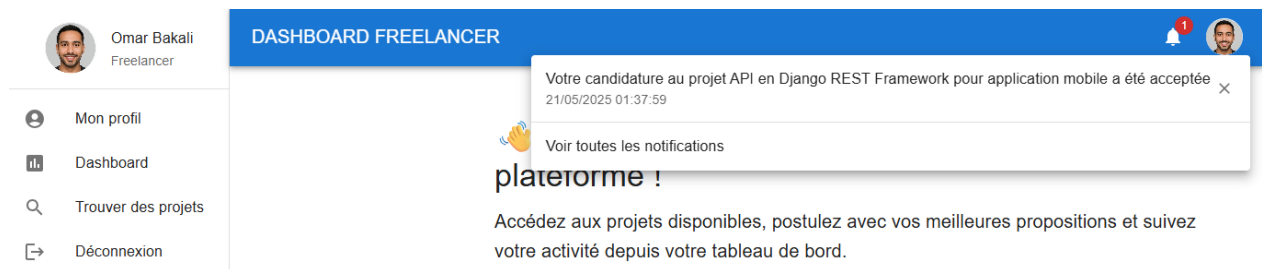 Omar Bakali
Freelancer
Mon profil
Dashboard
Trouver des projets
Déconnexion
DASHBOARD FREELANCER
1
Votre candidature au projet API en Django REST Framework pour application mobile a été acceptée
21/05/2025 01:37:59
Voir toutes les notifications
plateforme !
Accédez aux projets disponibles, postulez avec vos meilleures propositions et suivez
votre activité depuis votre tableau de bord.